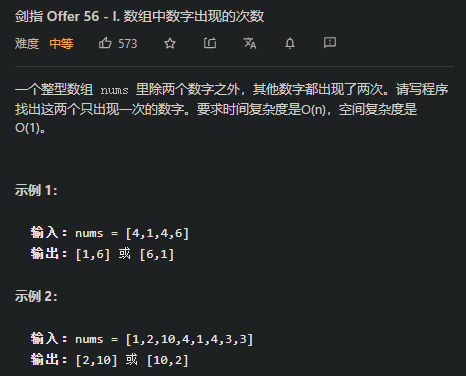 剑指 Offer 56 - I. 数组中数字出现的次数
难度 中等 573
一个整型数组 nums 里除两个数字之外，其他数字都出现了两次。请写程序
找出这两个只出现一次的数字。要求时间复杂度是O(n)，空间复杂度是
O(1)。
示例 1：
输入：nums = [4,1,4,6]
输出：[1,6] 或 [6,1]
示例 2：
输入：nums = [1,2,10,4,1,4,3,3]
输出：[2,10] 或 [10,2]